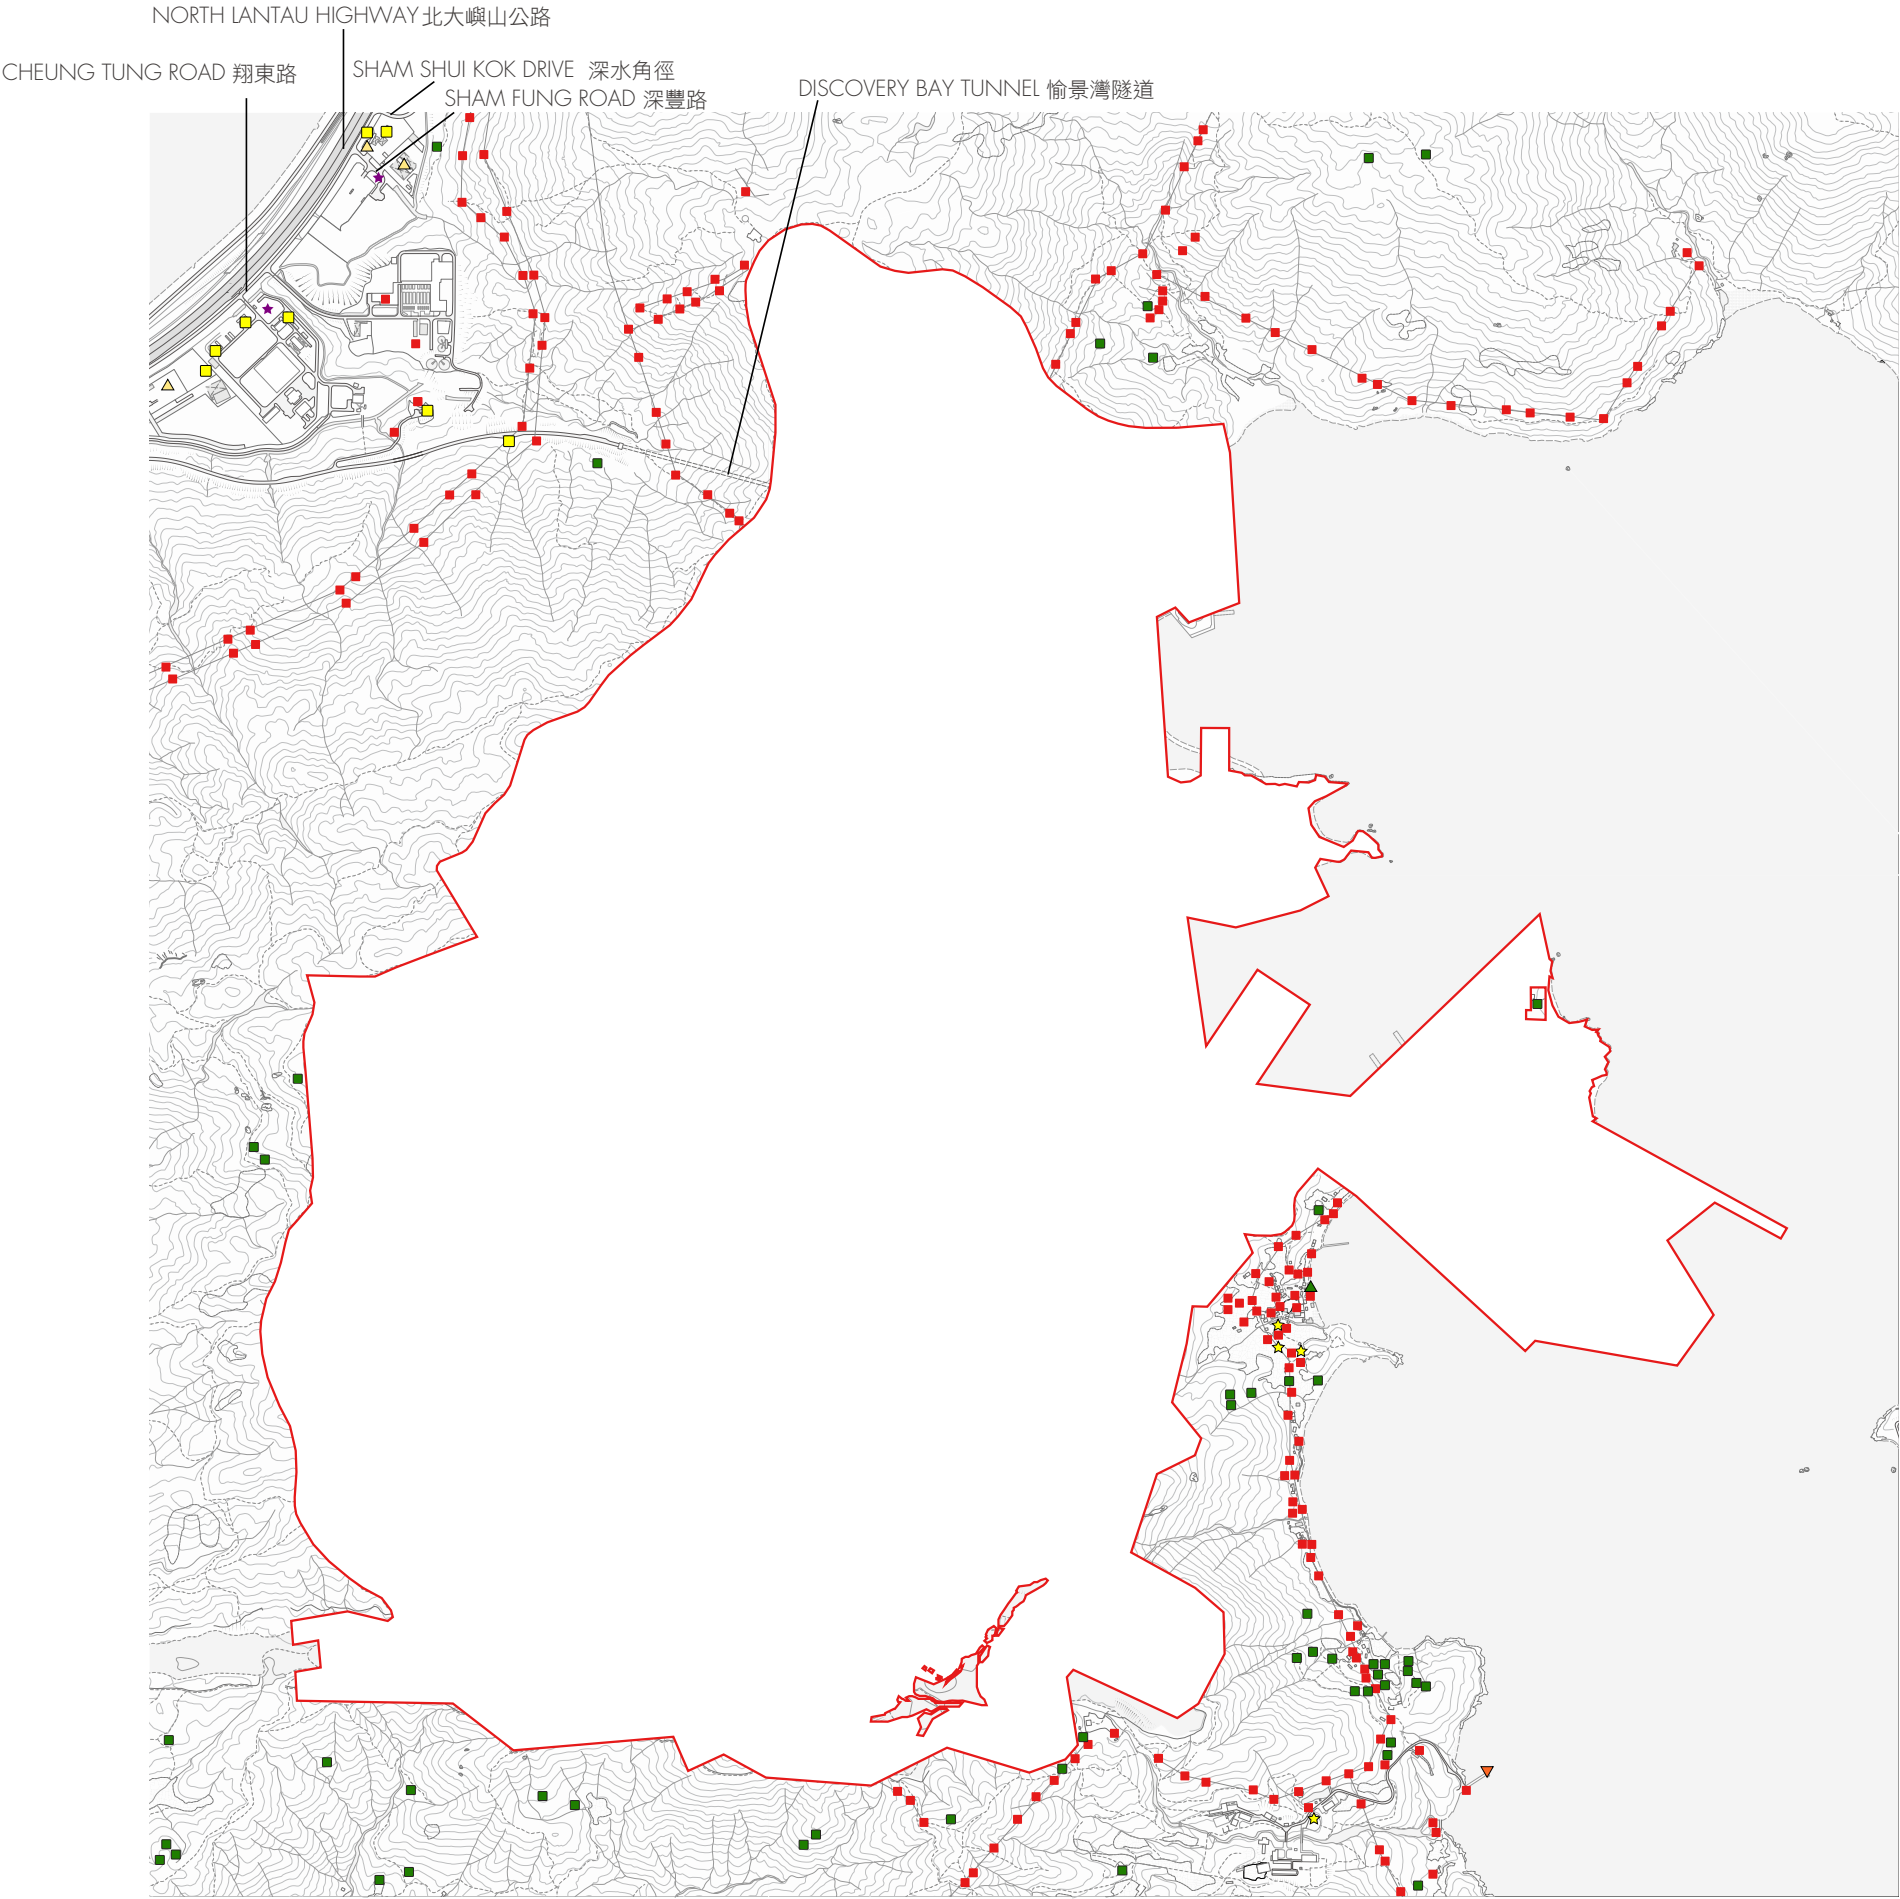 NORTH LANTAU HIGHWAY 北大嶼山公路
CHEUNG TUNG ROAD 翔東路
SHAM SHUI KOK DRIVE 深水角徑
SHAM FUNG ROAD 深豐路
DISCOVERY BAY TUNNEL 愉景灣隧道